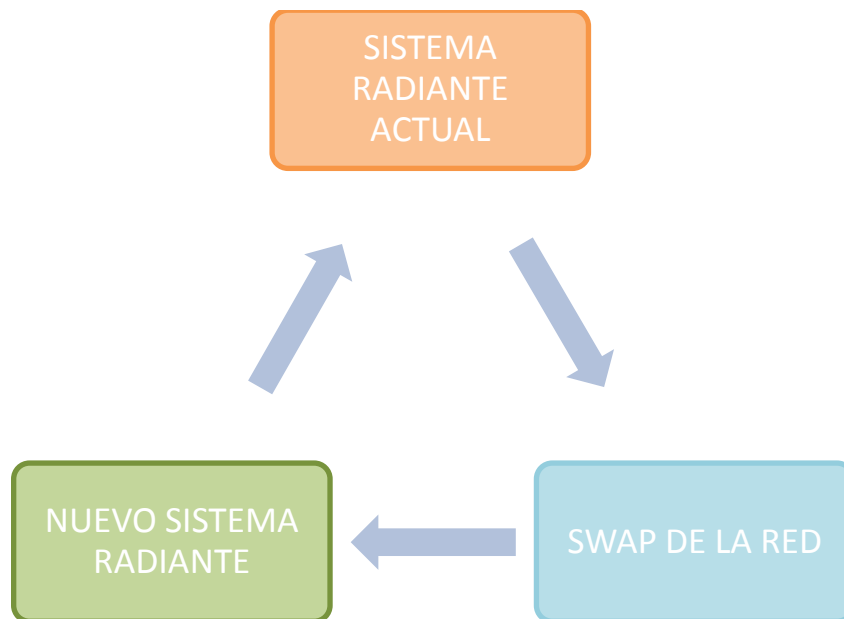 SISTEMA
RADIANTE
ACTUAL
NUEVO SISTEMA
RADIANTE
SWAP DE LA RED